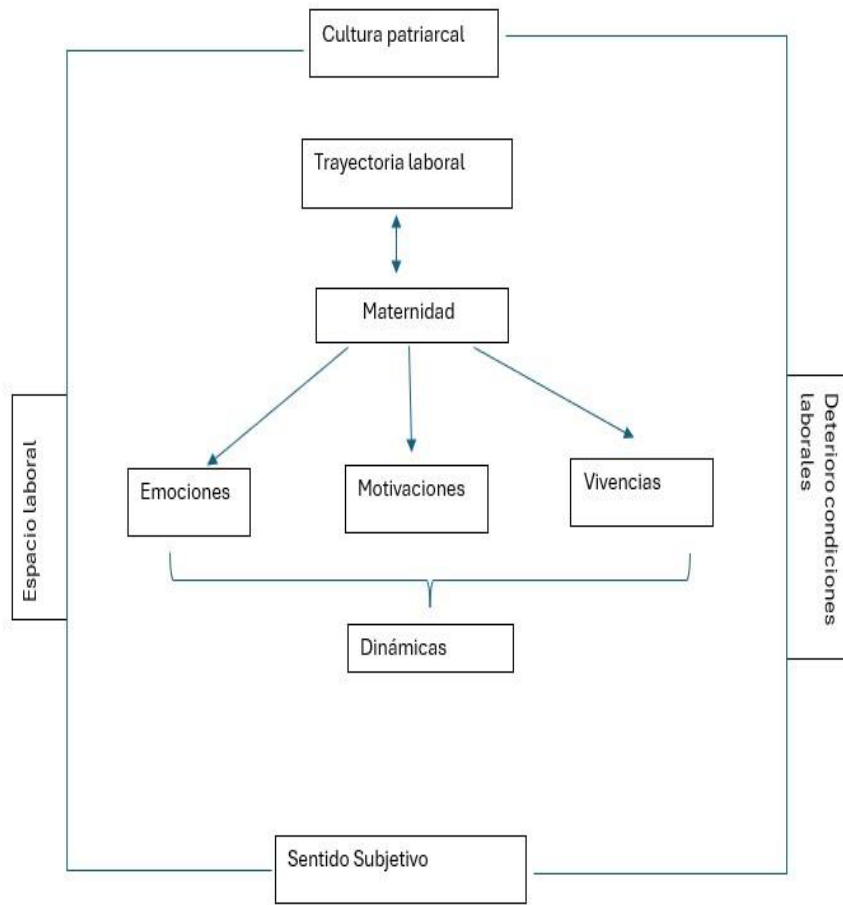 Cultura patriarcal
Trayectoria laboral
Maternidad
Espacio laboral
Deterioro condiciones
laborales
Emociones
Motivaciones
Vivencias
Dinámicas
Sentido Subjetivo